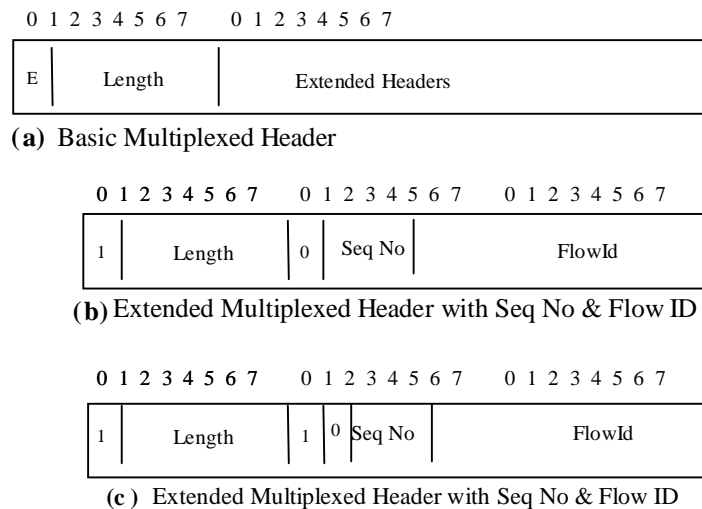 0 1 2 3 4 5 6 7 0 1 2 3 4 5 6 7
E Length Extended Headers
(a) Basic Multiplexed Header
0 1 2 3 4 5 6 7 0 1 2 3 4 5 6 7 0 1 2 3 4 5 6 7
1 Length 0 Seq No FlowId
(b) Extended Multiplexed Header with Seq No & Flow ID
0 1 2 3 4 5 6 7 0 1 2 3 4 5 6 7 0 1 2 3 4 5 6 7
1 Length 1 0 Seq No FlowId
(c ) Extended Multiplexed Header with Seq No & Flow ID